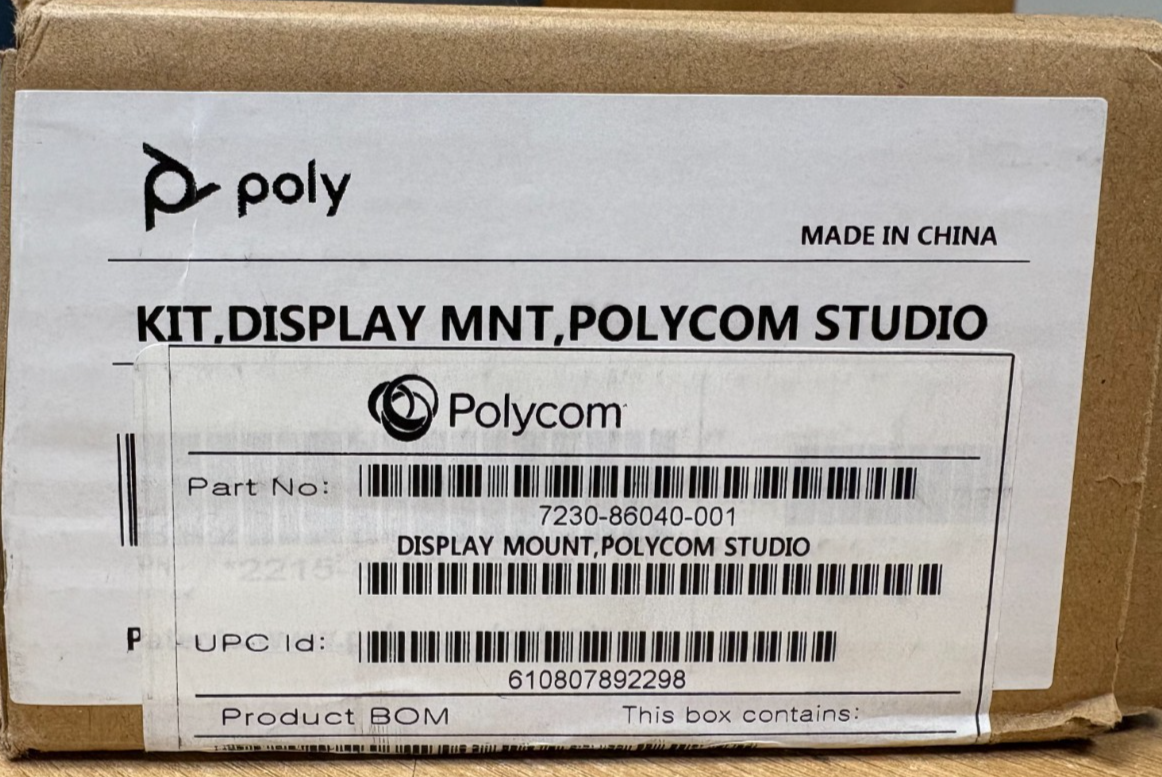 poly
MADE IN CHINA
KIT,DISPLAY MNT,POLYCOM STUDIO
Polycom
Part No:
7230-86040-001
DISPLAY MOUNT,POLYCOM STUDIO
P
UPC Id:
610807892298
Product BOM This box contains: